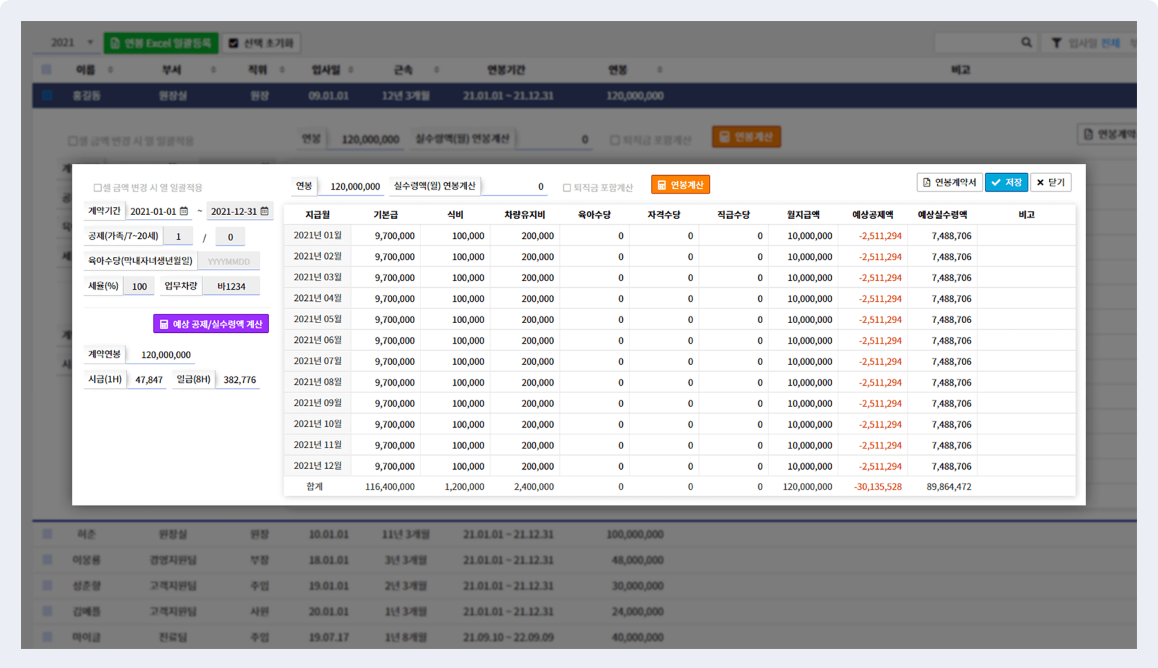 2021 연봉 Excel 일괄등록 선택 초기화 입사일 전체
이름 부서 직위 입사일 근속 연봉기간 연봉 비고
홍길동 원장실 원장 09.01.01 12년 3개월 21.01.01 ~ 21.12.31 120,000,000
셀 금액 변경 시 열 일괄적용 연봉 120,000,000 실수령액(월) 연봉계산 0 퇴직금 포함계산 연봉계산 연봉계약
셀 금액 변경 시 열 일괄적용 연봉 120,000,000 실수령액(월) 연봉계산 0 퇴직금 포함계산 연봉계산 연봉계약서 저장 닫기
계약기간 2021-01-01 ~ 2021-12-31
공제(가족/7~20세) 1 / 0
육아수당(막내자녀생년월일) YYYYMMDD
세율(%) 100 업무차량 바1234
예상 공제/실수령액 계산
계약연봉 120,000,000
시급(1H) 47,847 일급(8H) 382,776
지급월 기본급 식비 차량유지비 육아수당 자격수당 직급수당 월지급액 예상공제액 예상실수령액 비고
2021년 01월 9,700,000 100,000 200,000 0 0 0 10,000,000 -2,511,294 7,488,706
2021년 02월 9,700,000 100,000 200,000 0 0 0 10,000,000 -2,511,294 7,488,706
2021년 03월 9,700,000 100,000 200,000 0 0 0 10,000,000 -2,511,294 7,488,706
2021년 04월 9,700,000 100,000 200,000 0 0 0 10,000,000 -2,511,294 7,488,706
2021년 05월 9,700,000 100,000 200,000 0 0 0 10,000,000 -2,511,294 7,488,706
2021년 06월 9,700,000 100,000 200,000 0 0 0 10,000,000 -2,511,294 7,488,706
2021년 07월 9,700,000 100,000 200,000 0 0 0 10,000,000 -2,511,294 7,488,706
2021년 08월 9,700,000 100,000 200,000 0 0 0 10,000,000 -2,511,294 7,488,706
2021년 09월 9,700,000 100,000 200,000 0 0 0 10,000,000 -2,511,294 7,488,706
2021년 10월 9,700,000 100,000 200,000 0 0 0 10,000,000 -2,511,294 7,488,706
2021년 11월 9,700,000 100,000 200,000 0 0 0 10,000,000 -2,511,294 7,488,706
2021년 12월 9,700,000 100,000 200,000 0 0 0 10,000,000 -2,511,294 7,488,706
합계 116,400,000 1,200,000 2,400,000 0 0 0 120,000,000 -30,135,528 89,864,472
허준 원장실 원장 10.01.01 11년 3개월 21.01.01 ~ 21.12.31 100,000,000
이몽룡 경영지원팀 부장 18.01.01 3년 3개월 21.01.01 ~ 21.12.31 48,000,000
성춘향 고객지원팀 주임 19.01.01 2년 3개월 21.01.01 ~ 21.12.31 30,000,000
김배뜸 고객지원팀 사원 20.01.01 1년 3개월 21.01.01 ~ 21.12.31 24,000,000
마이클 진료팀 주임 19.07.17 1년 8개월 21.09.10 ~ 22.09.09 40,000,000